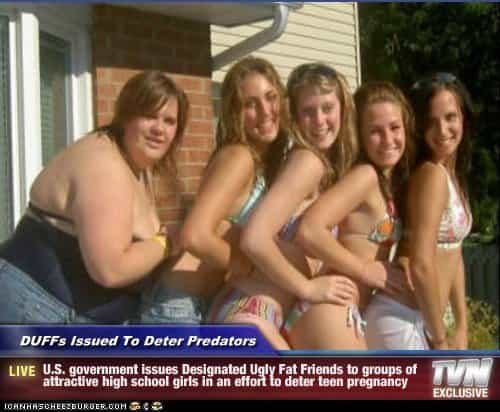 DUFFs Issued To Deter Predators
LIVE
U.S. government issues Designated Ugly Fat Friends to groups of
attractive high school girls in an effort to deter teen pregnancy
TVN
EXCLUSIVE
ICANHASCHEEZBURGER.COM